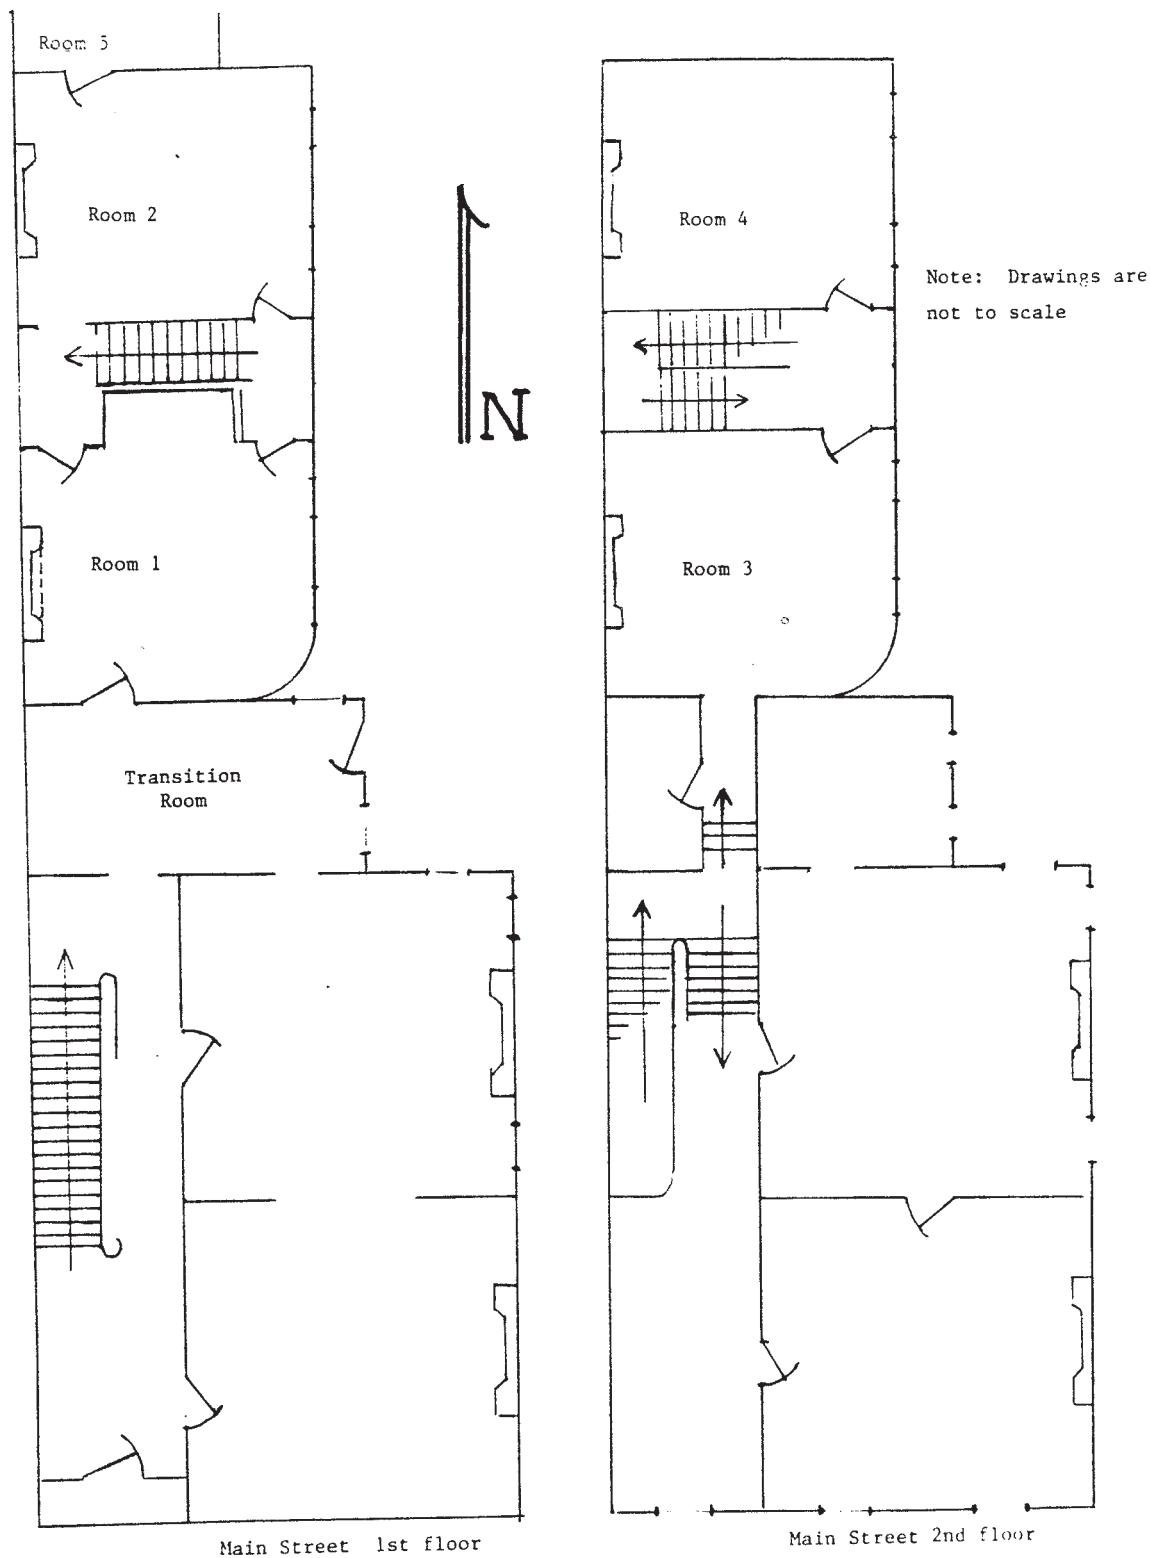 Room 5
Room 2
Room 4
Note: Drawings are
not to scale
N
Room 1
Room 3
Transition
Room
Main Street 1st floor
Main Street 2nd floor